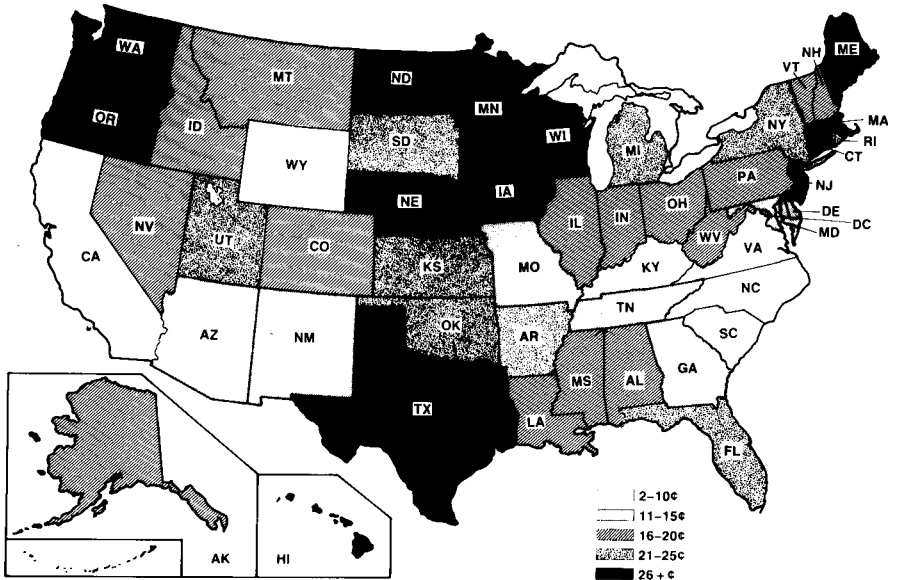 WA
MT
ND
MN
ME
NH
VT
OR
ID
SD
WI
MI
NY
MA
RI
CT
WY
NE
IA
PA
NJ
NV
UT
CO
IL
IN
OH
WV
DE
DC
MD
CA
KS
MO
KY
VA
AZ
NM
OK
AR
TN
NC
SC
TX
LA
MS
AL
GA
FL
AK
HI
2–10¢
11–15¢
16–20¢
21–25¢
26 + ¢